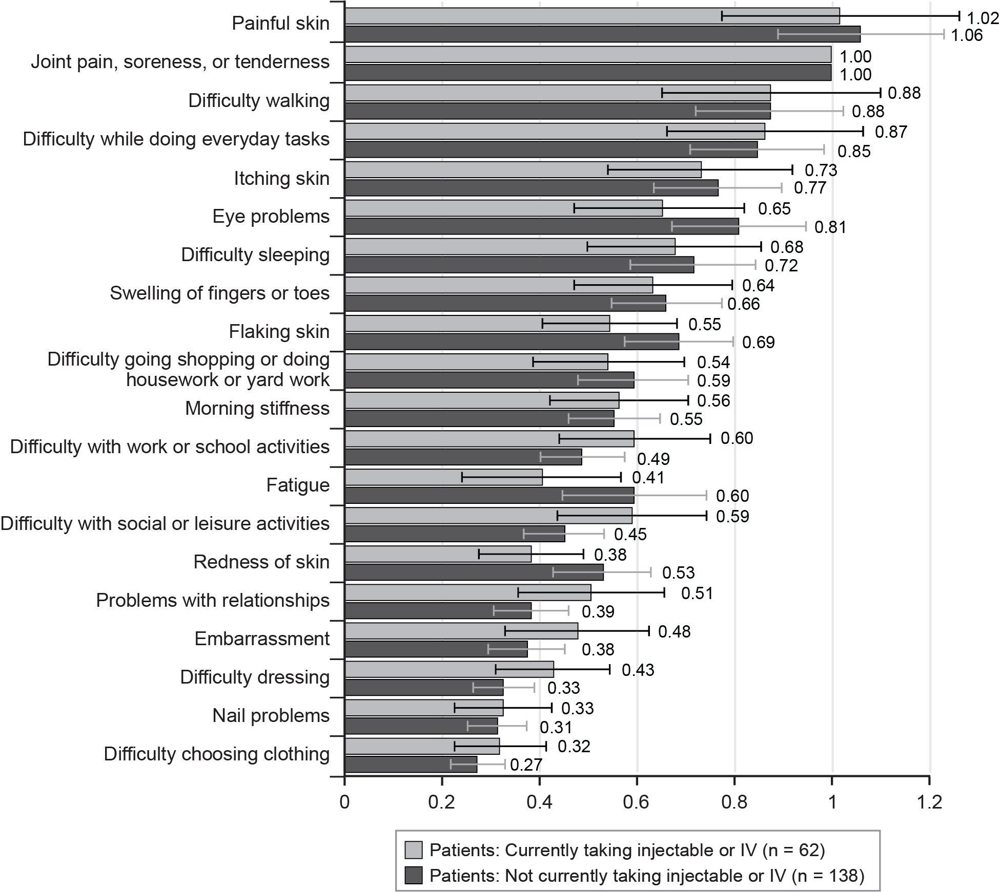 Painful skin
1.02
1.06
Joint pain, soreness, or tenderness
1.00
1.00
Difficulty walking
0.88
0.88
Difficulty while doing everyday tasks
0.87
0.85
Itching skin
0.73
0.77
Eye problems
0.65
0.81
Difficulty sleeping
0.68
0.72
Swelling of fingers or toes
0.64
0.66
Flaking skin
0.55
0.69
Difficulty going shopping or doing
housework or yard work
0.54
0.59
Morning stiffness
0.56
0.55
Difficulty with work or school activities
0.60
0.49
Fatigue
0.41
0.60
Difficulty with social or leisure activities
0.59
0.45
Redness of skin
0.38
0.53
Problems with relationships
0.51
0.39
Embarrassment
0.48
0.38
Difficulty dressing
0.43
0.33
Nail problems
0.33
0.31
Difficulty choosing clothing
0.32
0.27
0 0.2 0.4 0.6 0.8 1 1.2
Patients: Currently taking injectable or IV (n = 62)
Patients: Not currently taking injectable or IV (n = 138)